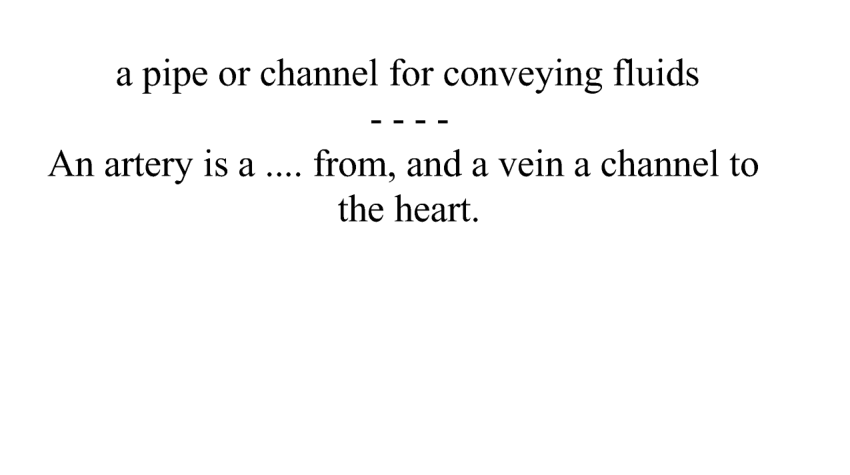 a pipe or channel for conveying fluids
- - - -
An artery is a .... from, and a vein a channel to
the heart.